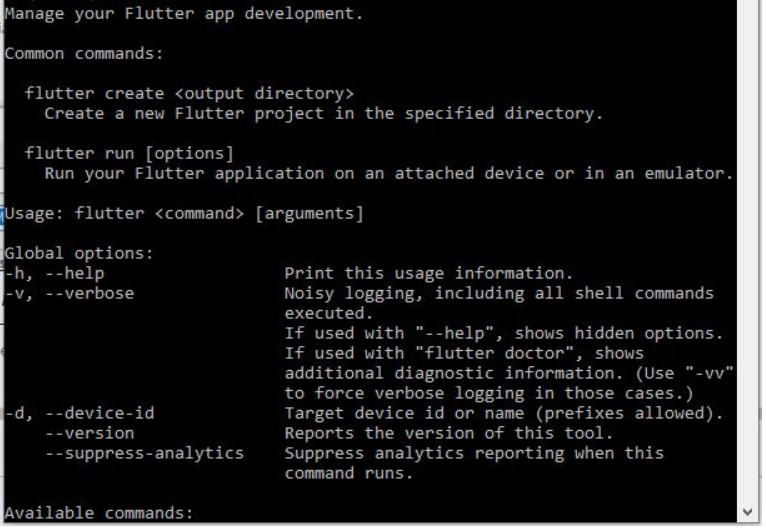 Manage your Flutter app development.
Common commands:
flutter create <output directory>
Create a new Flutter project in the specified directory.
flutter run [options]
Run your Flutter application on an attached device or in an emulator.
Usage: flutter <command> [arguments]
Global options:
-h, --help Print this usage information.
-v, --verbose Noisy logging, including all shell commands
executed.
If used with "--help", shows hidden options.
If used with "flutter doctor", shows
additional diagnostic information. (Use "-vv"
to force verbose logging in those cases.)
-d, --device-id Target device id or name (prefixes allowed).
--version Reports the version of this tool.
--suppress-analytics Suppress analytics reporting when this
command runs.
Available commands: